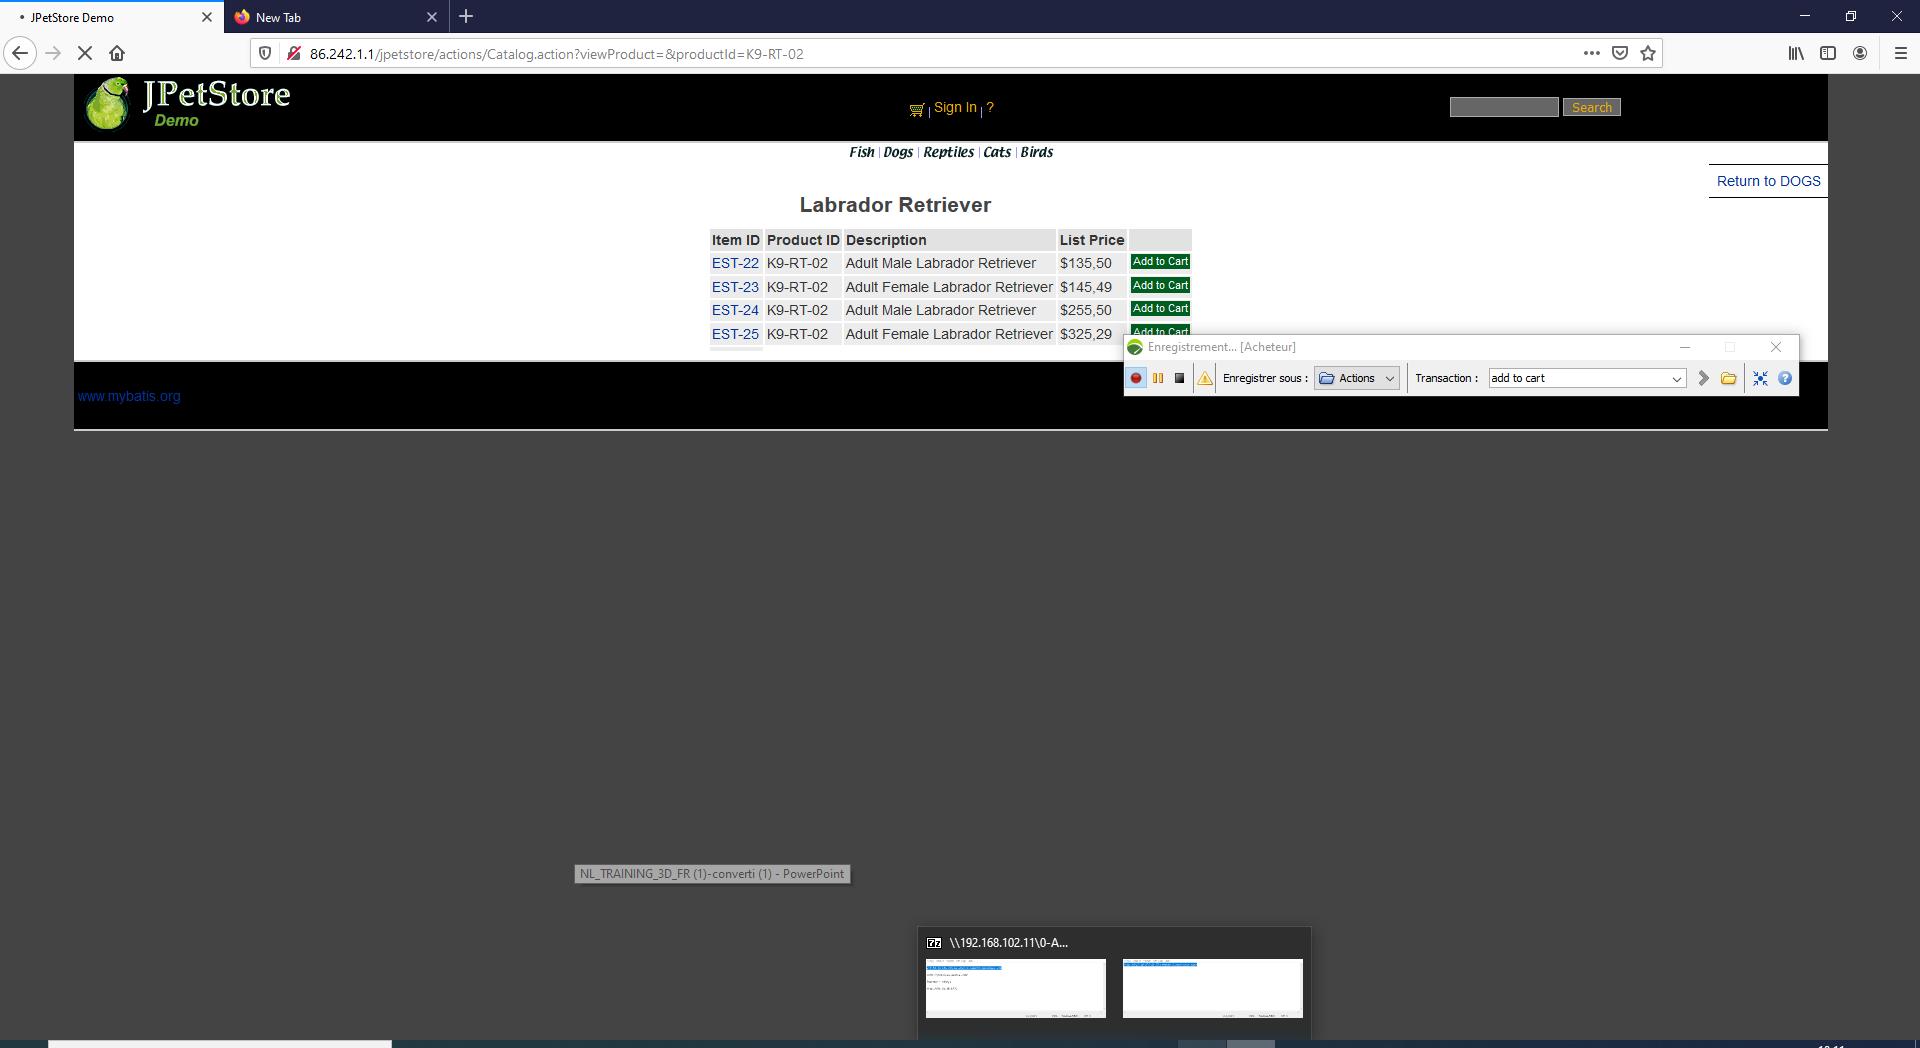 JPetStore Demo
New Tab
86.242.1.1/jpetstore/actions/Catalog.action?viewProduct=&productId=K9-RT-02
JPetStore
Demo
Sign In | ?
Search
Fish | Dogs | Reptiles | Cats | Birds
Return to DOGS
Labrador Retriever
Item ID Product ID Description List Price
EST-22 K9-RT-02 Adult Male Labrador Retriever $135,50 Add to Cart
EST-23 K9-RT-02 Adult Female Labrador Retriever $145,49 Add to Cart
EST-24 K9-RT-02 Adult Male Labrador Retriever $255,50 Add to Cart
EST-25 K9-RT-02 Adult Female Labrador Retriever $325,29 Add to Cart
Enregistrement... [Acheteur]
Enregistrer sous : Actions Transaction : add to cart
www.mybatis.org
NL_TRAINING_3D_FR (1)-converti (1) - PowerPoint
\\192.168.102.11\0-A...